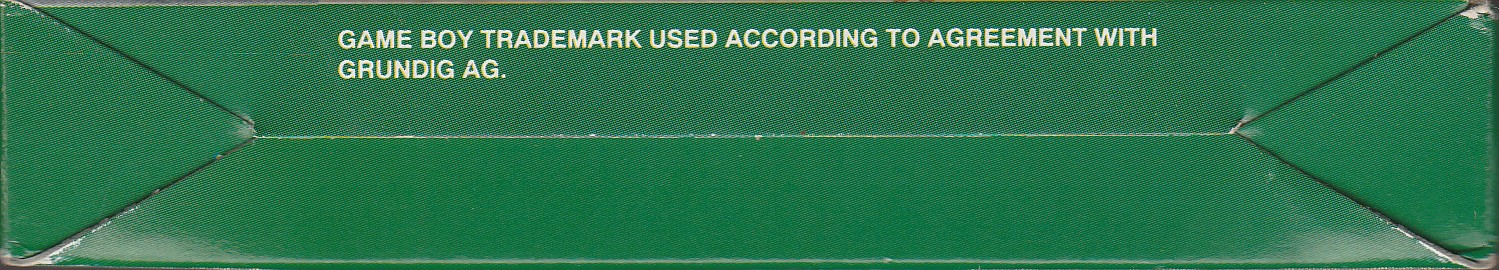 GAME BOY TRADEMARK USED ACCORDING TO AGREEMENT WITH
GRUNDIG AG.